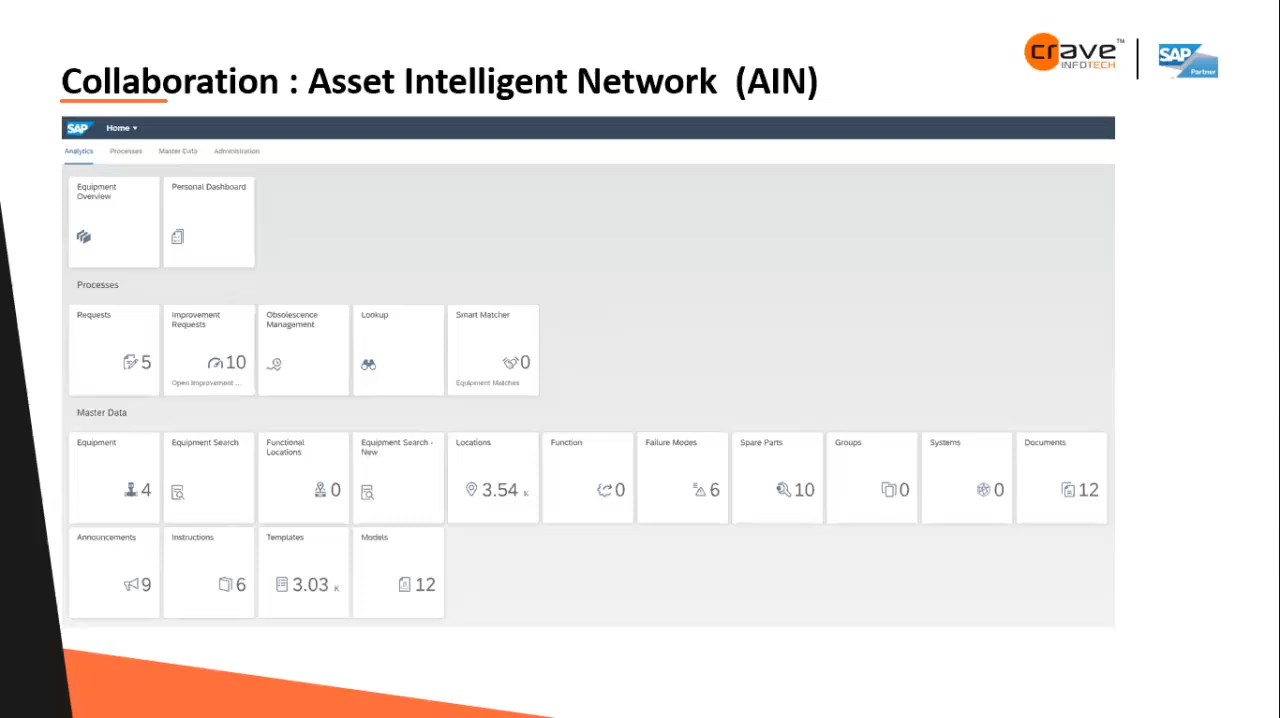 crave™
INFOTECH
SAP
Partner
Collaboration : Asset Intelligent Network (AIN)
SAP Home
Analytics Processes Master Data Administration
Equipment
Overview
Personal Dashboard
Processes
Requests
5
Improvement
Requests
10
Open Improvement ...
Obsolescence
Management
Lookup
Smart Matcher
0
Equipment Matches
Master Data
Equipment
4
Equipment Search
Functional
Locations
0
Equipment Search -
New
Locations
3.54 K
Function
0
Failure Modes
6
Spare Parts
10
Groups
0
Systems
0
Documents
12
Announcements
9
Instructions
6
Templates
3.03 K
Models
12